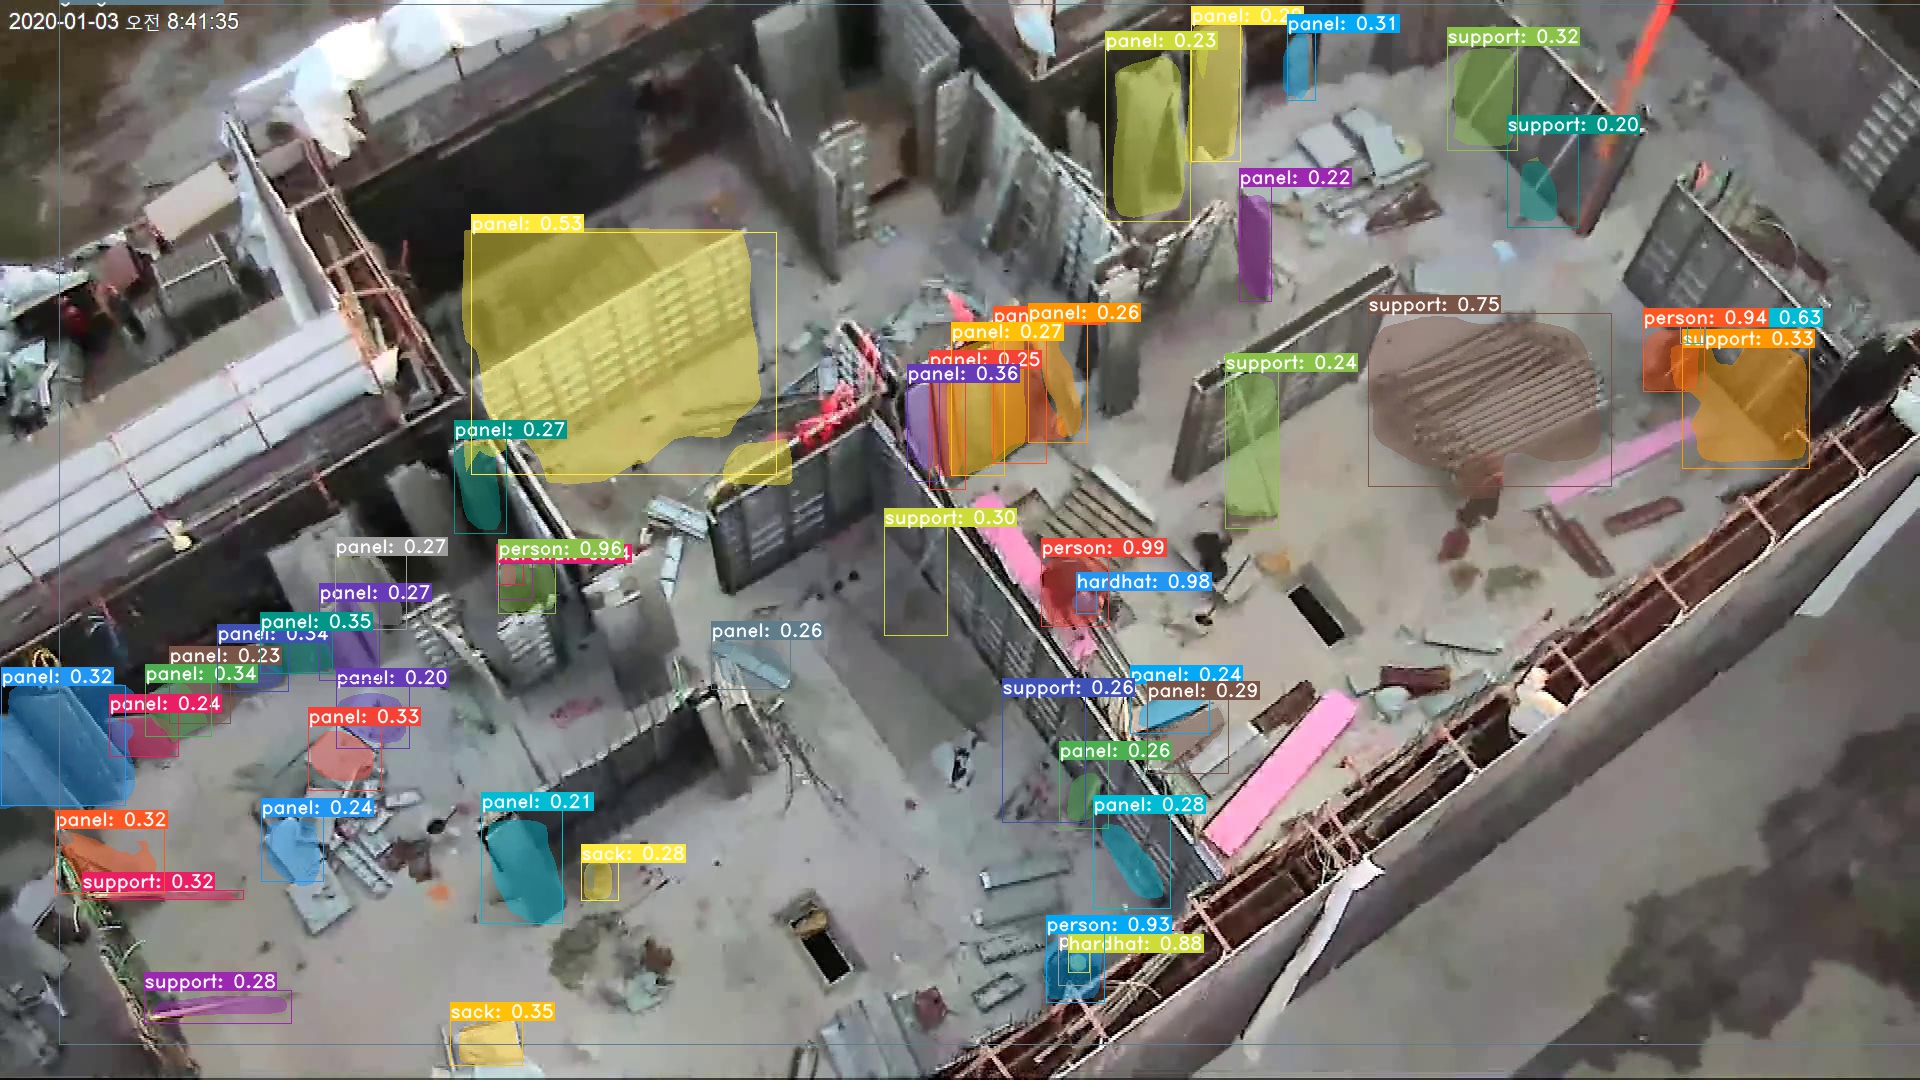 2020-01-03 오전 8:41:35
panel: 0.31
support: 0.32
panel: 0.23
support: 0.20
panel: 0.22
panel: 0.53
support: 0.75
panel: 0.26
person: 0.94 0.63
panel: 0.27
support: 0.33
panel: 0.25
support: 0.24
panel: 0.36
panel: 0.27
support: 0.30
panel: 0.27
person: 0.96
person: 0.99
hardhat: 0.98
panel: 0.27
panel: 0.35
panel: 0.26
panel: 0.23
panel: 0.34
panel: 0.32
panel: 0.20
panel: 0.24
support: 0.26
panel: 0.29
panel: 0.24
panel: 0.33
panel: 0.26
panel: 0.21
panel: 0.28
panel: 0.24
panel: 0.32
sack: 0.28
support: 0.32
person: 0.93
hardhat: 0.88
support: 0.28
sack: 0.35